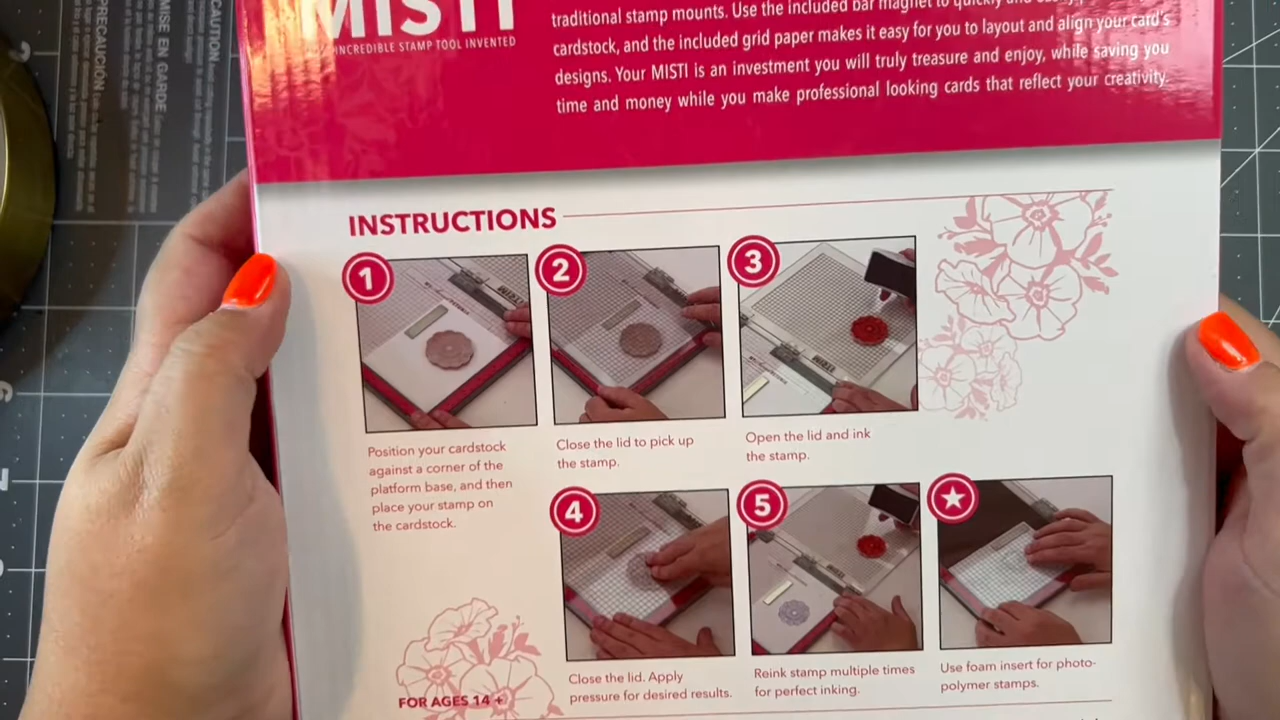 MISTI
INCREDIBLE STAMP TOOL INVENTED
traditional stamp mounts. Use the included bar magnet to quickly and
cardstock, and the included grid paper makes it easy for you to layout and align your card's
designs. Your MISTI is an investment you will truly treasure and enjoy, while saving you
time and money while you make professional looking cards that reflect your creativity.
INSTRUCTIONS
1
2
3
Position your cardstock
against a corner of the
platform base, and then
place your stamp on
the cardstock.
Close the lid to pick up
the stamp.
Open the lid and ink
the stamp.
4
5
Close the lid. Apply
pressure for desired results.
Reink stamp multiple times
for perfect inking.
Use foam insert for photo-
polymer stamps.
FOR AGES 14 +
CAUTION
MISE EN GARDE
PRECAUCIÓN